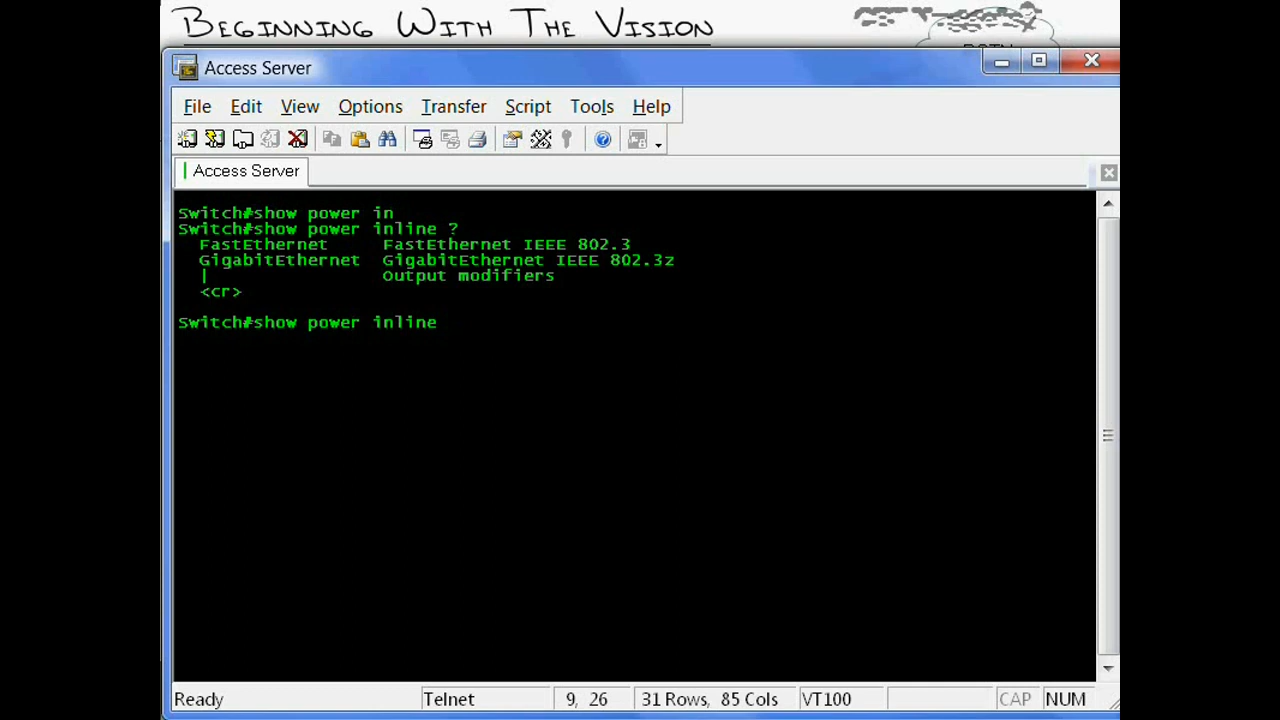 Beginning With The Vision
Access Server
File Edit View Options Transfer Script Tools Help
Access Server
Switch#show power in
Switch#show power inline ?
FastEthernet FastEthernet IEEE 802.3
GigabitEthernet GigabitEthernet IEEE 802.3z
| Output modifiers
<cr>
Switch#show power inline
Ready Telnet 9, 26 31 Rows, 85 Cols VT100 CAP NUM